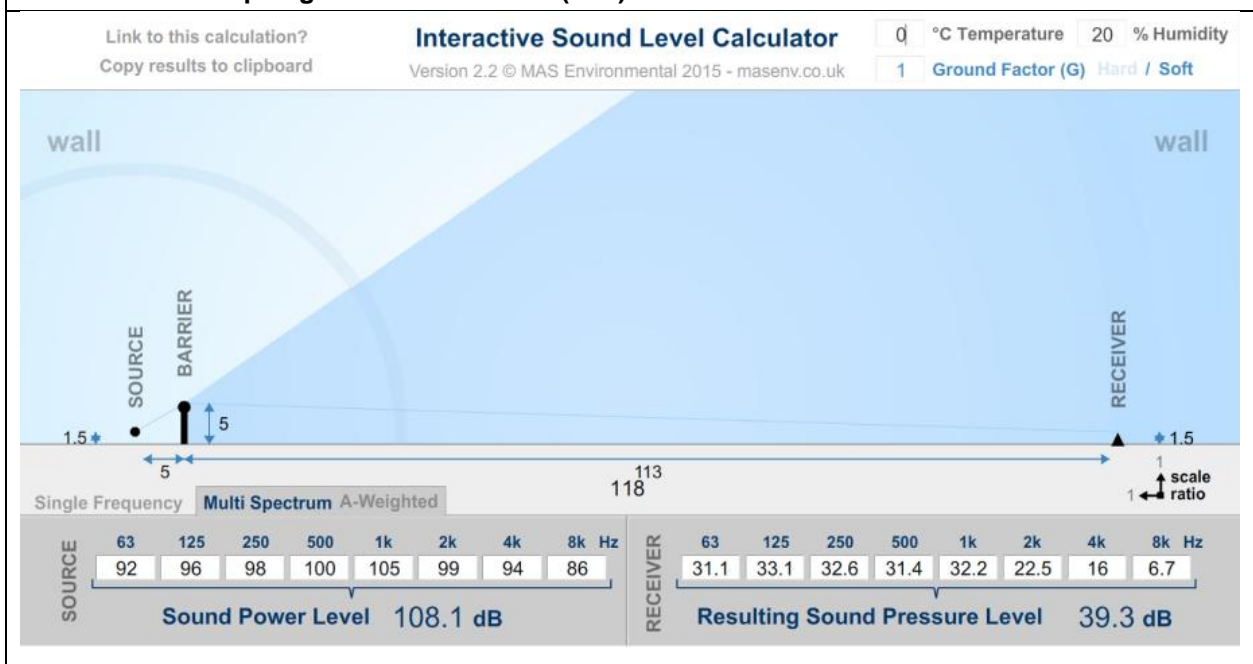 Link to this calculation?
Copy results to clipboard
Interactive Sound Level Calculator
Version 2.2 © MAS Environmental 2015 - masenv.co.uk
0 °C Temperature 20 % Humidity
1 Ground Factor (G) Hard / Soft
wall
wall
SOURCE
BARRIER
RECEIVER
1.5
5
1.5
5
113
118
1
scale
1 ratio
Single Frequency Multi Spectrum A-Weighted
SOURCE
63 125 250 500 1k 2k 4k 8k Hz
92 96 98 100 105 99 94 86
Sound Power Level 108.1 dB
RECEIVER
63 125 250 500 1k 2k 4k 8k Hz
31.1 33.1 32.6 31.4 32.2 22.5 16 6.7
Resulting Sound Pressure Level 39.3 dB